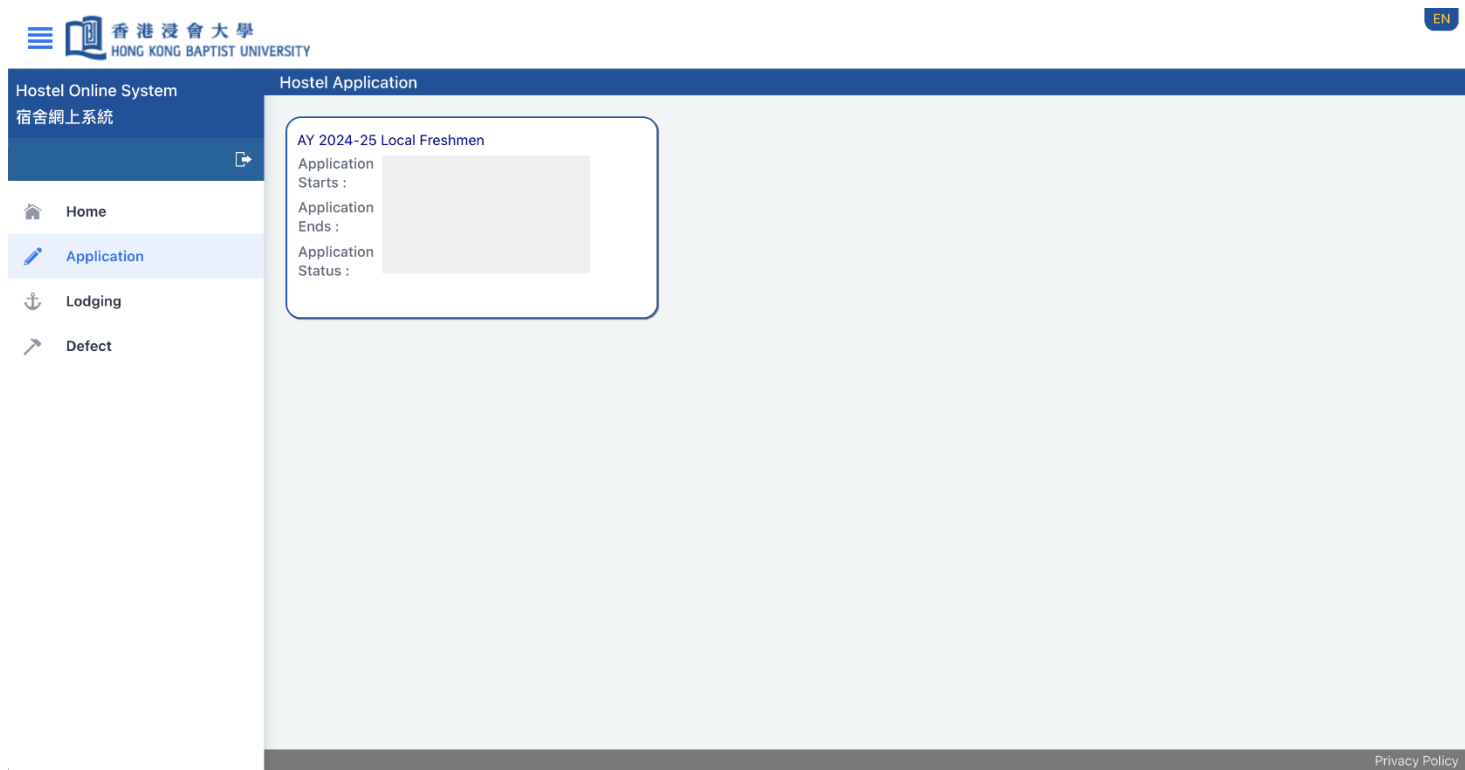 EN
香港浸會大學
HONG KONG BAPTIST UNIVERSITY
Hostel Online System
宿舍網上系統
Home
Application
Lodging
Defect
Hostel Application
AY 2024-25 Local Freshmen
Application
Starts :
Application
Ends :
Application
Status :
Privacy Policy